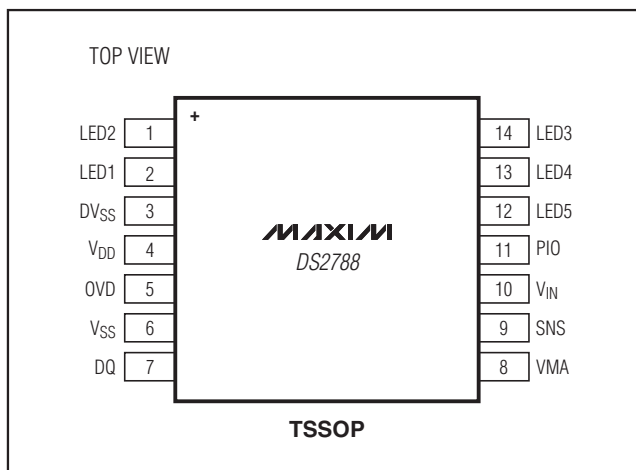 TOP VIEW
+
LED2 1 14 LED3
LED1 2 13 LED4
DVSS 3 12 LED5
MAXIM
VDD 4 11 PIO
DS2788
OVD 5 10 VIN
VSS 6 9 SNS
DQ 7 8 VMA
TSSOP